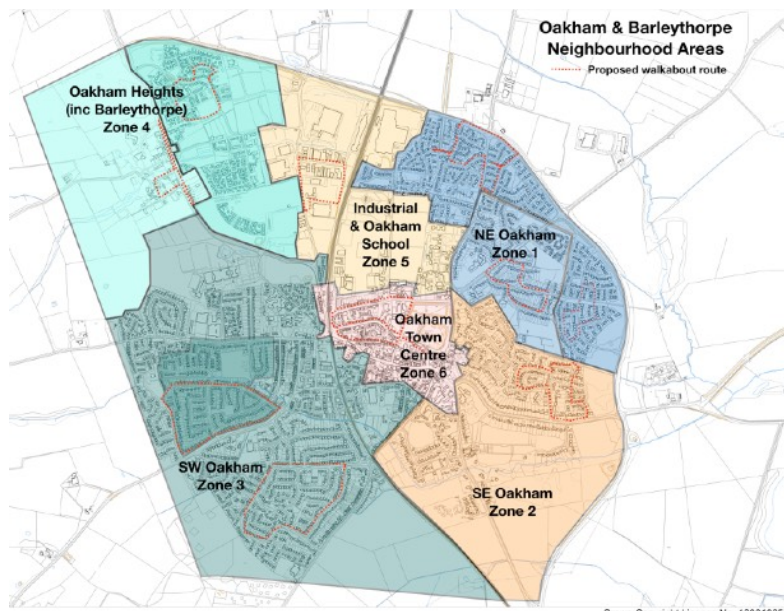 Oakham & Barleythorpe
Neighbourhood Areas
Proposed walkabout route
Oakham Heights
(inc Barleythorpe)
Zone 4
Industrial
& Oakham
School
Zone 5
NE Oakham
Zone 1
Oakham
Town
Centre
Zone 6
SW Oakham
Zone 3
SE Oakham
Zone 2